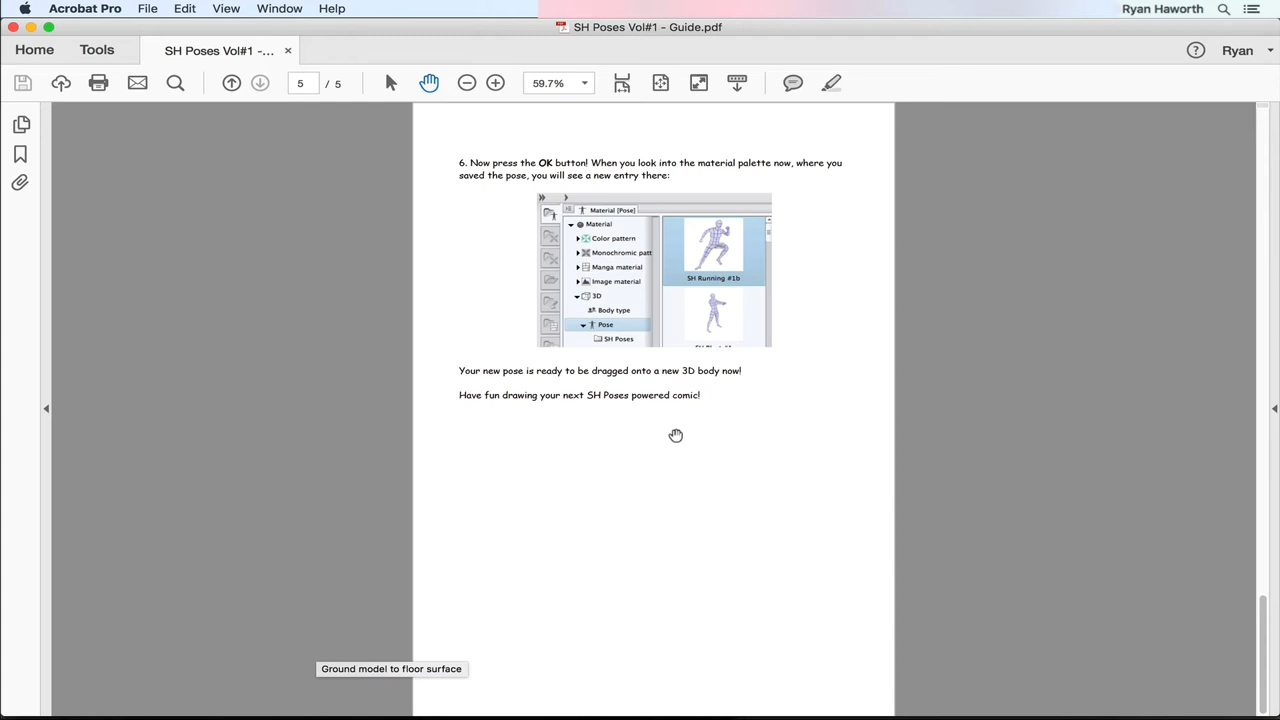 Acrobat Pro File Edit View Window Help Ryan Haworth
SH Poses Vol#1 - Guide.pdf
Home Tools SH Poses Vol#1 -... × Ryan
5 / 5 59.7%
6. Now press the OK button! When you look into the material palette now, where you
saved the pose, you will see a new entry there:
Material [Pose]
Material
Color pattern
Monochromic patt
Manga material
Image material
3D
Body type
Pose
SH Poses
SH Running #1b
Your new pose is ready to be dragged onto a new 3D body now!
Have fun drawing your next SH Poses powered comic!
Ground model to floor surface